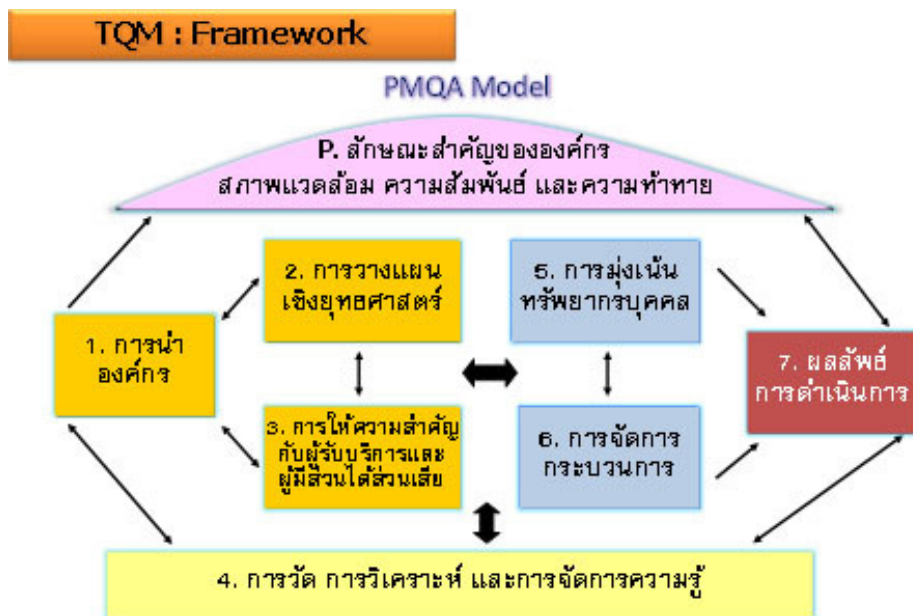 TQM : Framework
PMQA Model
P. ลักษณะสำคัญขององค์กร
สภาพแวดล้อม ความสัมพันธ์ และความท้าทาย
2. การวางแผน
เชิงยุทธศาสตร์
5. การมุ่งเน้น
ทรัพยากรบุคคล
1. การนำ
องค์กร
7. ผลลัพธ์
การดำเนินการ
3. การให้ความสำคัญ
กับผู้รับบริการและ
ผู้มีส่วนได้ส่วนเสีย
6. การจัดการ
กระบวนการ
4. การวัด การวิเคราะห์ และการจัดการความรู้